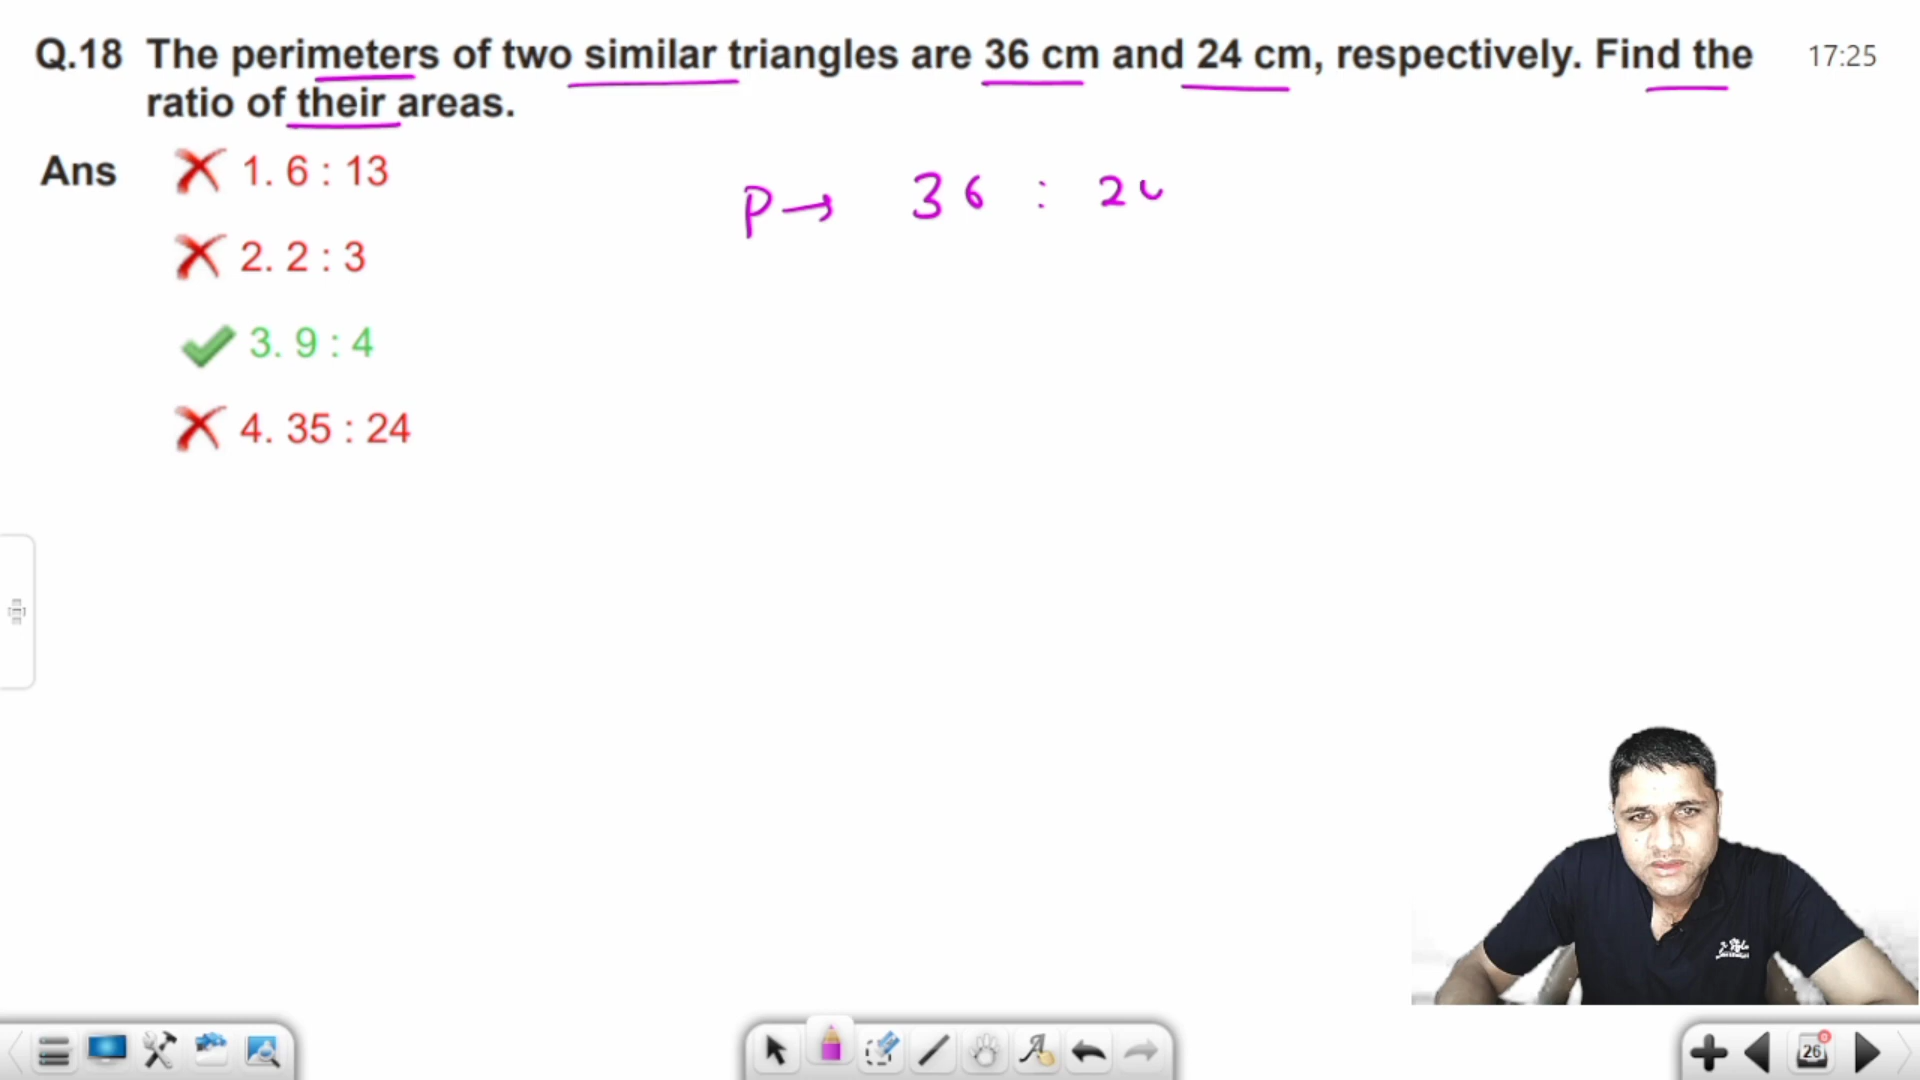 Q.18 The perimeters of two similar triangles are 36 cm and 24 cm, respectively. Find the
17:25
ratio of their areas.
Ans
1. 6 : 13
P → 36 : 24
2. 2 : 3
3. 9 : 4
4. 35 : 24
26